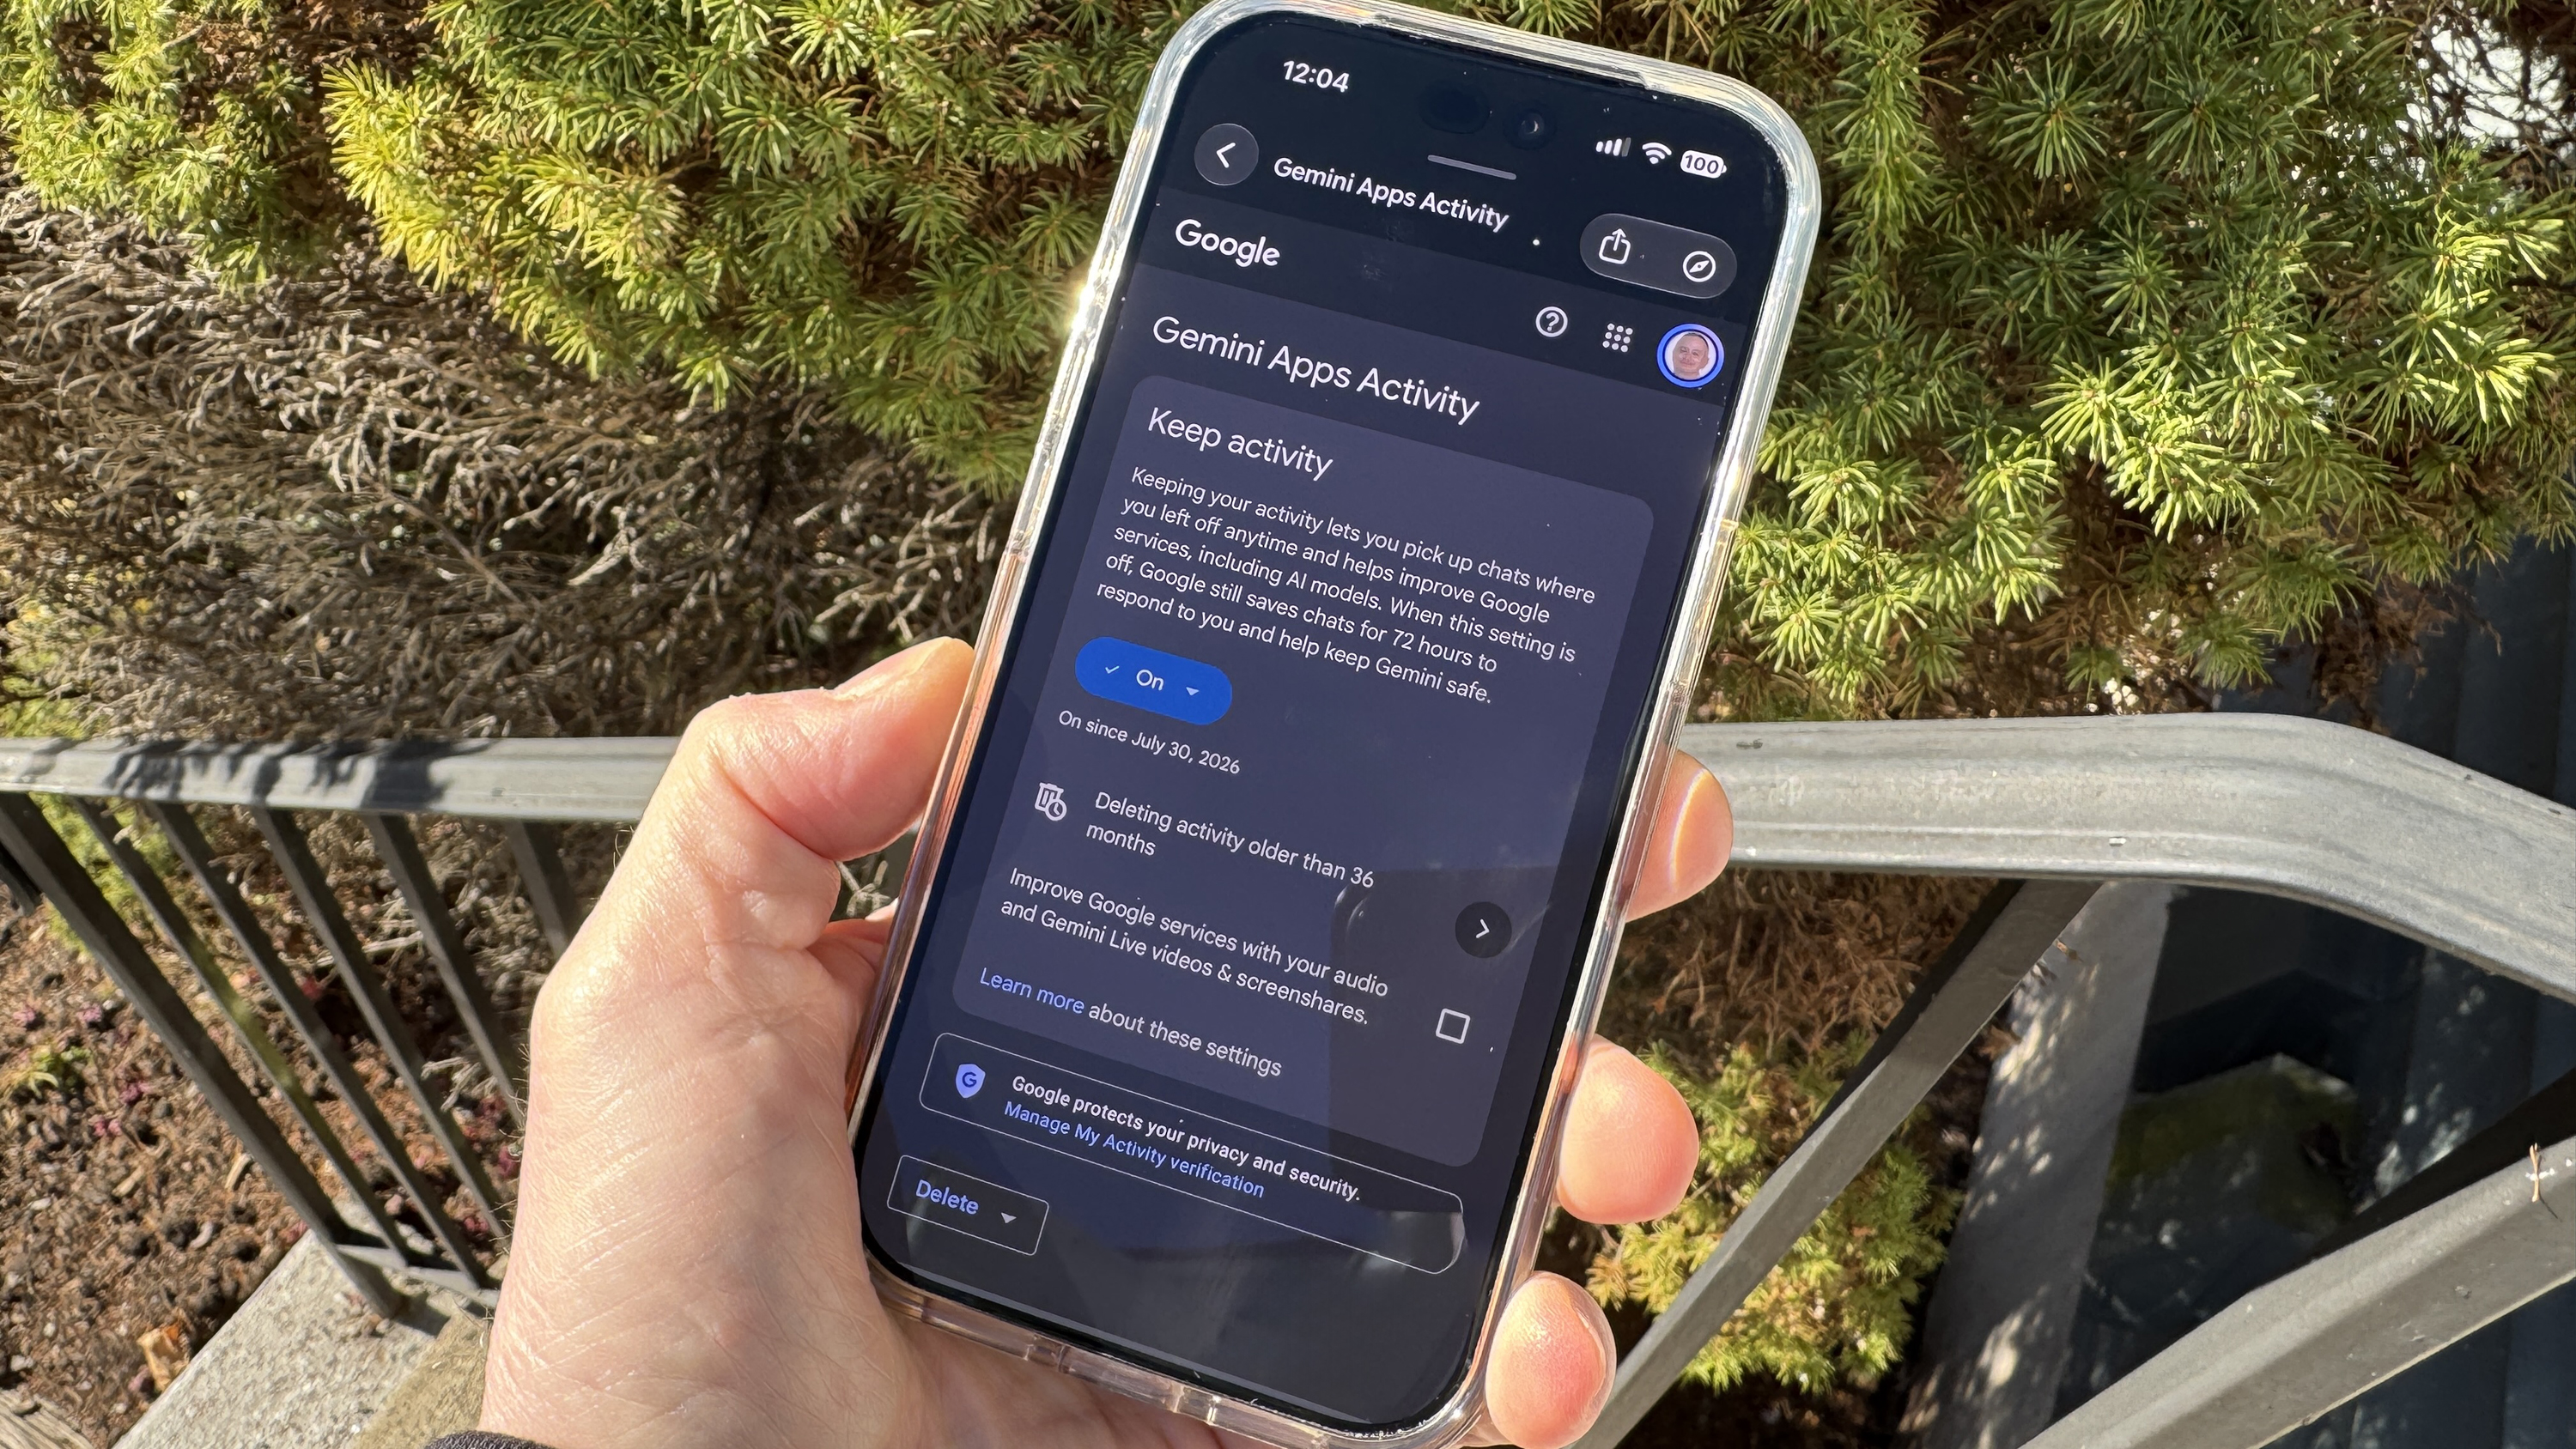 12:04
100
Gemini Apps Activity
Google
Gemini Apps Activity
Keep activity
Keeping your activity lets you pick up chats where
you left off anytime and helps improve Google
services, including AI models. When this setting is
off, Google still saves chats for 72 hours to
respond to you and help keep Gemini safe.
On
On since July 30, 2026
Deleting activity older than 36
months
Improve Google services with your audio
and Gemini Live videos & screenshares.
Learn more about these settings
G
Google protects your privacy and security.
Manage My Activity verification
Delete